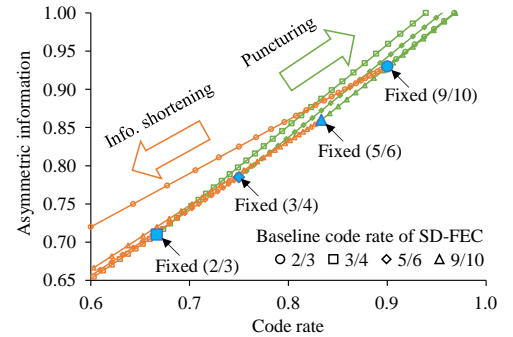 1.00
0.95
0.90
0.85
0.80
0.75
0.70
0.65
Asymmetric information
Puncturing
Info. shortening
Fixed (9/10)
Fixed (5/6)
Fixed (3/4)
Fixed (2/3)
Baseline code rate of SD-FEC
2/3 3/4 5/6 9/10
0.6 0.7 0.8 0.9 1.0
Code rate